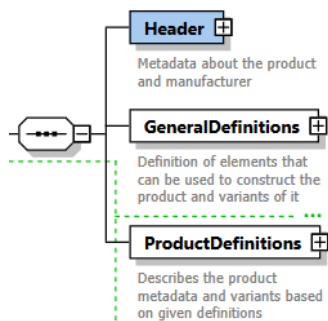 Header
Metadata about the product
and manufacturer
GeneralDefinitions
Definition of elements that
can be used to construct the
product and variants of it
ProductDefinitions
Describes the product
metadata and variants based
on given definitions